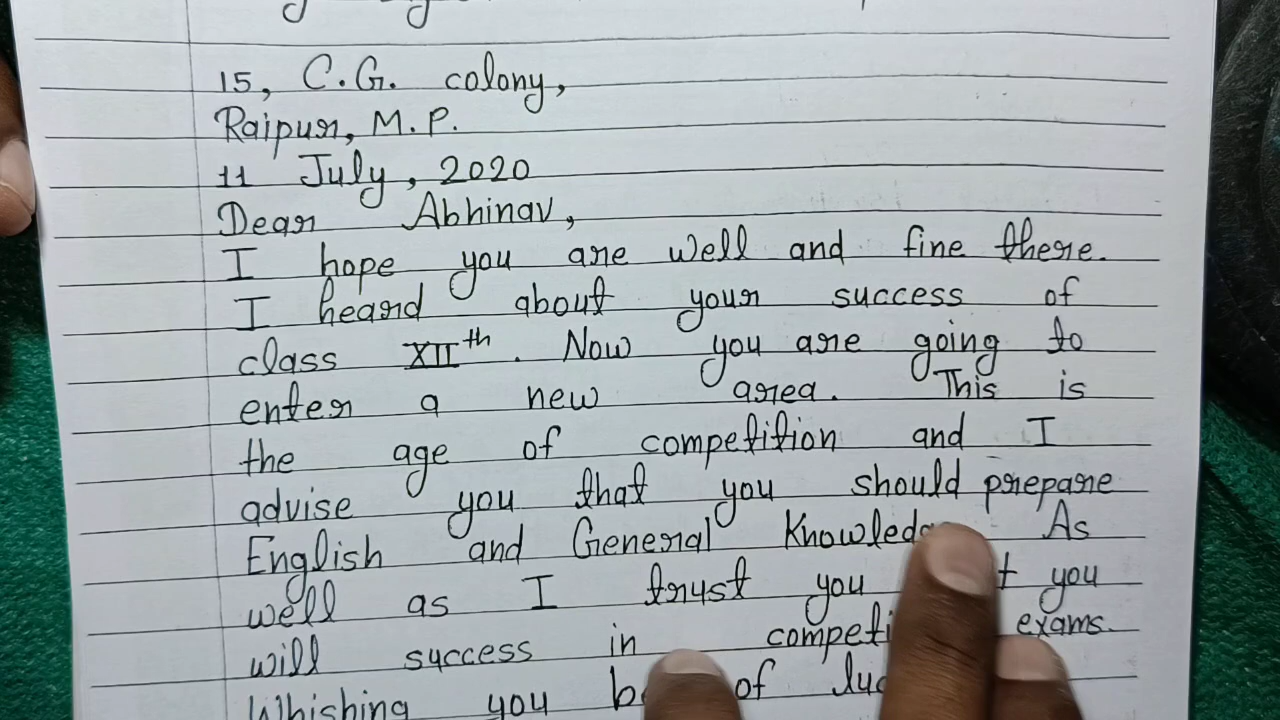 15, C.G. colony,
Raipur, M.P.
11 July, 2020
Dear Abhinav,
I hope you are well and fine there.
I heard about your success of
class XIIth. Now you are going to
enter a new area. This is
the age of competition and I
advise you that you should prepare
English and General As
well as I trust you you
will success in exams.
Whishing you of